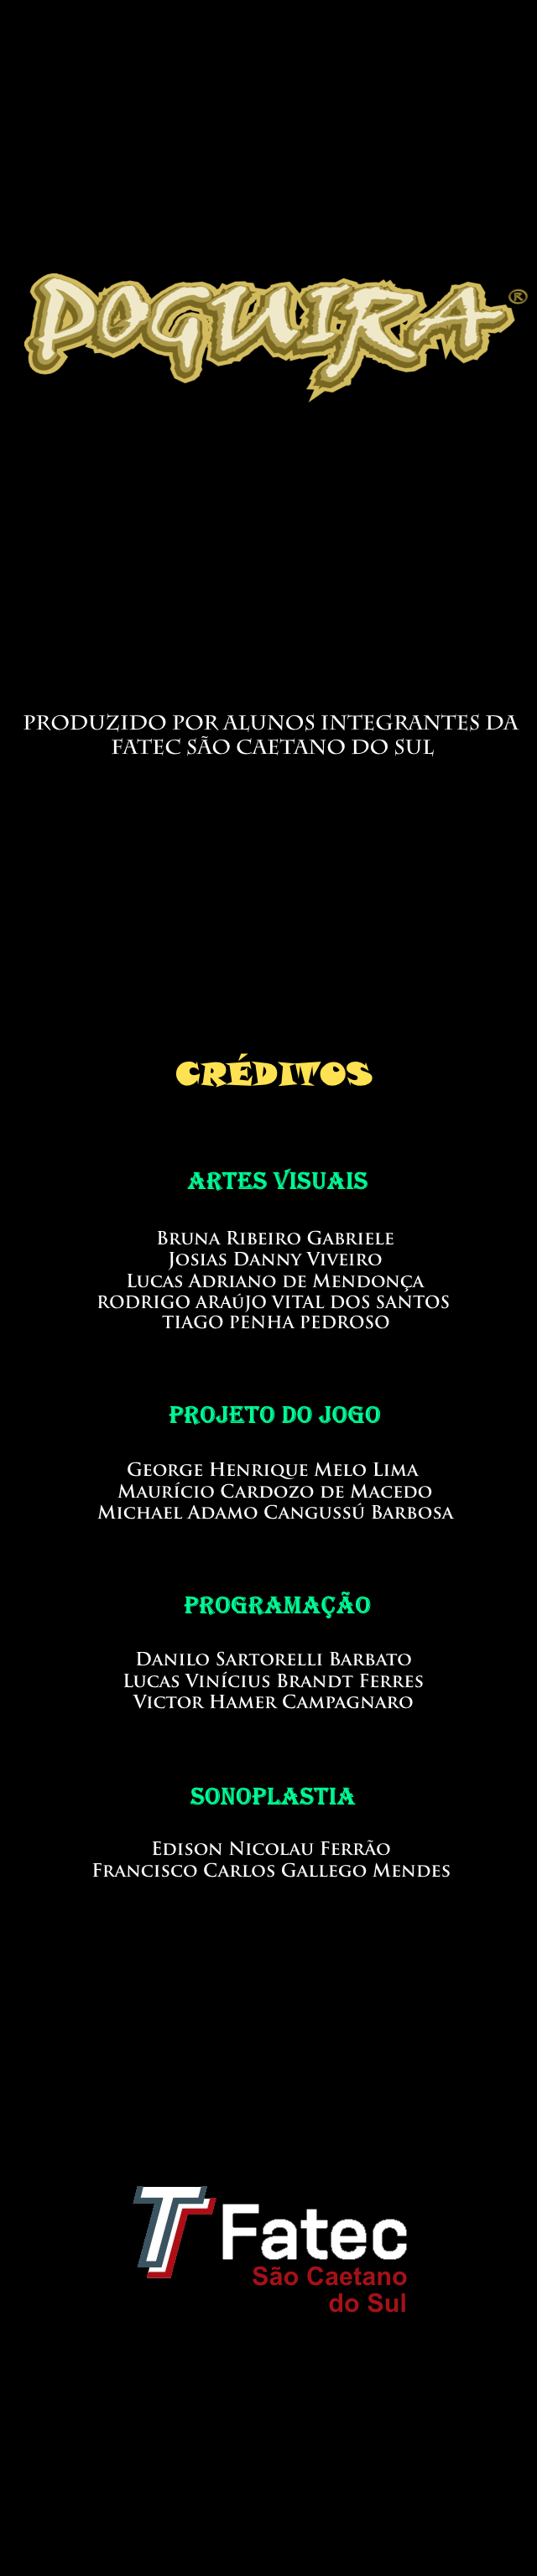 POGUIRA®
PRODUZIDO POR ALUNOS INTEGRANTES DA
FATEC SÃO CAETANO DO SUL
CRÉDITOS
ARTES VISUAIS
Bruna Ribeiro Gabriele
Josias Danny Viveiro
Lucas Adriano de Mendonça
RODRIGO ARAúJO VITAL DOS SANTOS
TIAGO PENHA PEDROSO
PROJETO DO JOGO
George Henrique Melo Lima
Maurício Cardozo de Macedo
Michael Adamo Cangussú Barbosa
PROGRAMAÇÃO
Danilo Sartorelli Barbato
Lucas Vinícius Brandt Ferres
Victor Hamer Campagnaro
SONOPLASTIA
Edison Nicolau Ferrão
Francisco Carlos Gallego Mendes
Fatec
São Caetano
do Sul